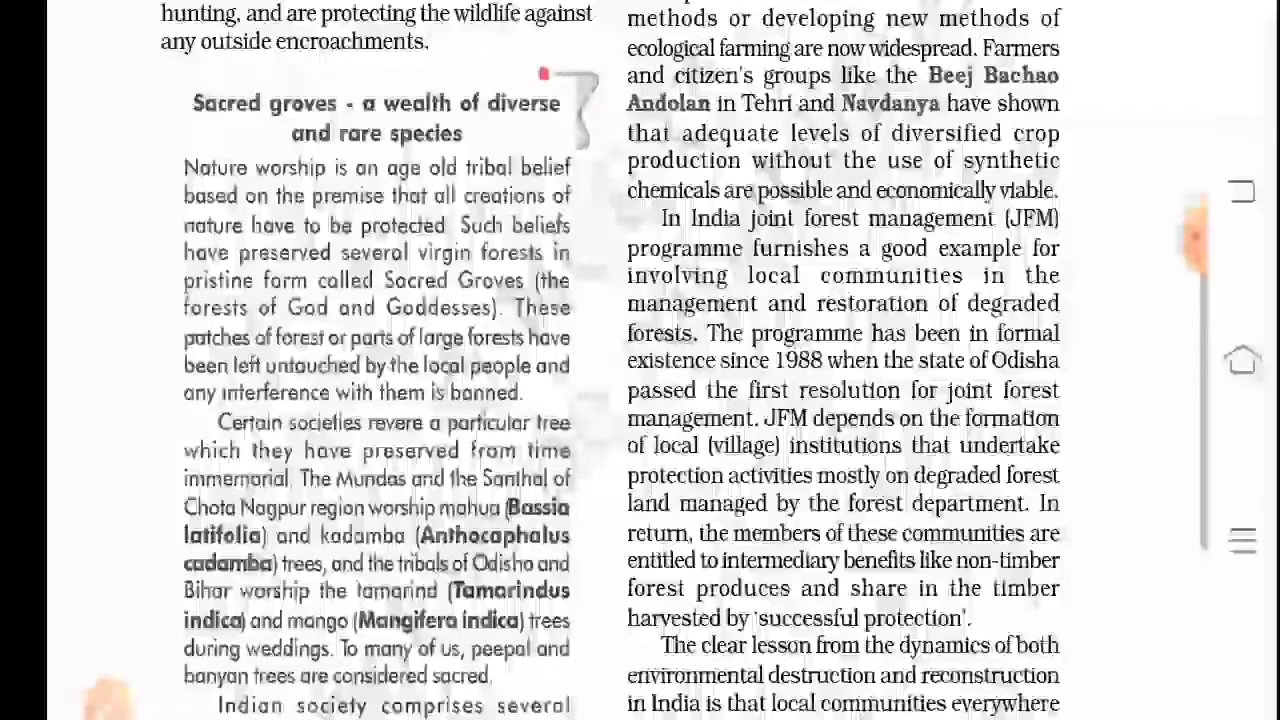 hunting, and are protecting the wildlife against
any outside encroachments.
Sacred groves - a wealth of diverse
and rare species
Nature worship is an age old tribal belief
based on the premise that all creations of
nature have to be protected. Such beliefs
have preserved several virgin forests in
pristine form called Sacred Groves (the
forests of God and Goddesses). These
patches of forest or parts of large forests have
been left untouched by the local people and
any interference with them is banned.
Certain societies revere a particular tree
which they have preserved from time
immemorial. The Mundas and the Santhal of
Chota Nagpur region worship mahua (Bassia
latifolia) and kadamba (Anthocaphalus
cadamba) trees, and the tribals of Odisha and
Bihar worship the tamarind (Tamarindus
indica) and mango (Mangifera indica) trees
during weddings. To many of us, peepal and
banyan trees are considered sacred.
Indian society comprises several
methods or developing new methods of
ecological farming are now widespread. Farmers
and citizen's groups like the Beej Bachao
Andolan in Tehri and Navdanya have shown
that adequate levels of diversified crop
production without the use of synthetic
chemicals are possible and economically viable.
In India joint forest management (JFM)
programme furnishes a good example for
involving local communities in the
management and restoration of degraded
forests. The programme has been in formal
existence since 1988 when the state of Odisha
passed the first resolution for joint forest
management. JFM depends on the formation
of local (village) institutions that undertake
protection activities mostly on degraded forest
land managed by the forest department. In
return, the members of these communities are
entitled to intermediary benefits like non-timber
forest produces and share in the timber
harvested by 'successful protection'.
The clear lesson from the dynamics of both
environmental destruction and reconstruction
in India is that local communities everywhere